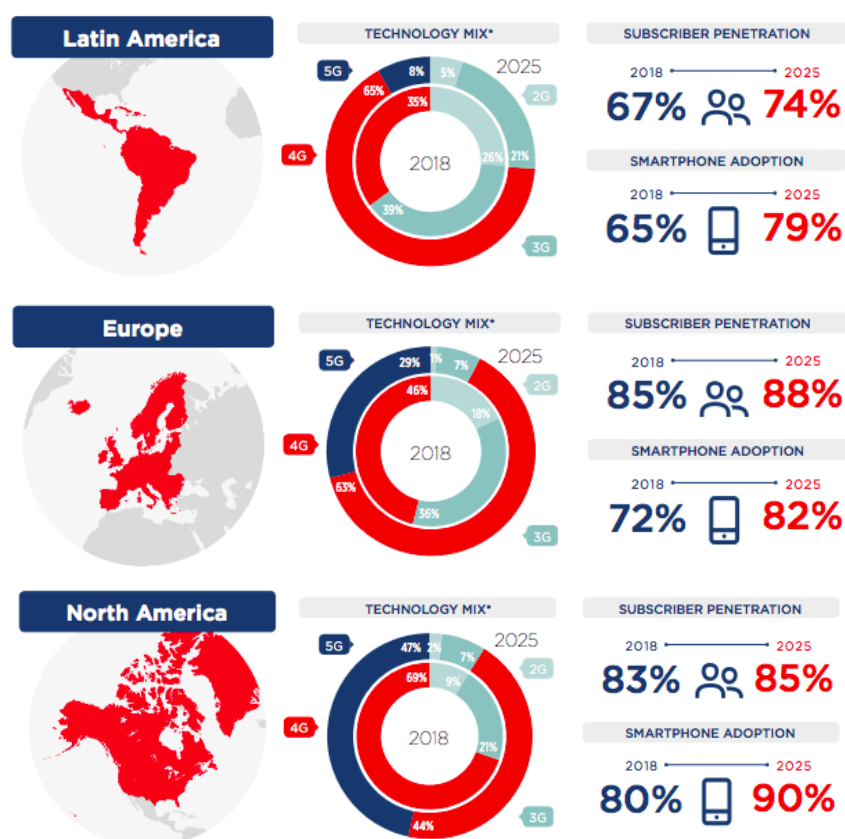 Latin America
TECHNOLOGY MIX*
5G
8%
5%
2025
2G
65%
35%
4G
2018
26%
21%
39%
3G
SUBSCRIBER PENETRATION
2018 2025
67% 74%
SMARTPHONE ADOPTION
2018 2025
65% 79%
Europe
TECHNOLOGY MIX*
5G
29%
1%
7%
2025
2G
46%
18%
4G
2018
63%
36%
3G
SUBSCRIBER PENETRATION
2018 2025
85% 88%
SMARTPHONE ADOPTION
2018 2025
72% 82%
North America
TECHNOLOGY MIX*
5G
47%
2%
7%
2025
2G
69%
9%
4G
2018
21%
44%
3G
SUBSCRIBER PENETRATION
2018 2025
83% 85%
SMARTPHONE ADOPTION
2018 2025
80% 90%